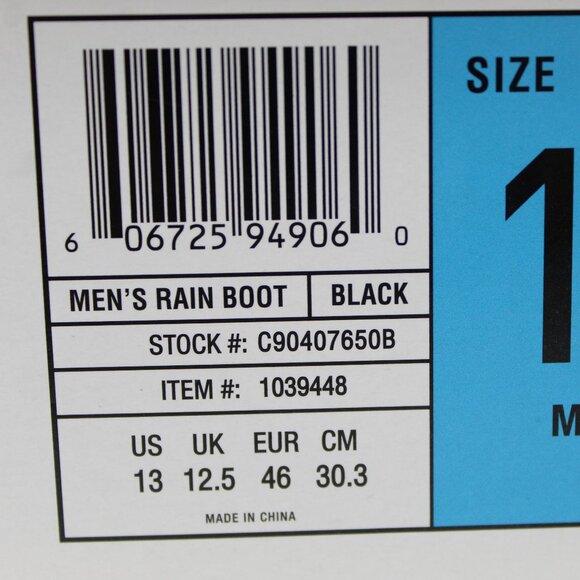 SIZE
6 06725 94906 0
MEN'S RAIN BOOT BLACK
STOCK #: C90407650B
ITEM #: 1039448
US UK EUR CM
13 12.5 46 30.3
MADE IN CHINA
1
M